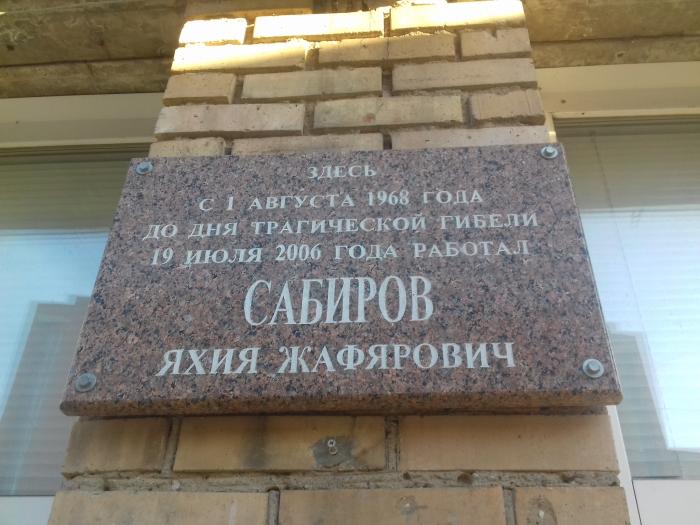 ЗДЕСЬ
С 1 АВГУСТА 1968 ГОДА
ДО ДНЯ ТРАГИЧЕСКОЙ ГИБЕЛИ
19 ИЮЛЯ 2006 ГОДА РАБОТАЛ
САБИРОВ
ЯХИЯ ЖАФЯРОВИЧ